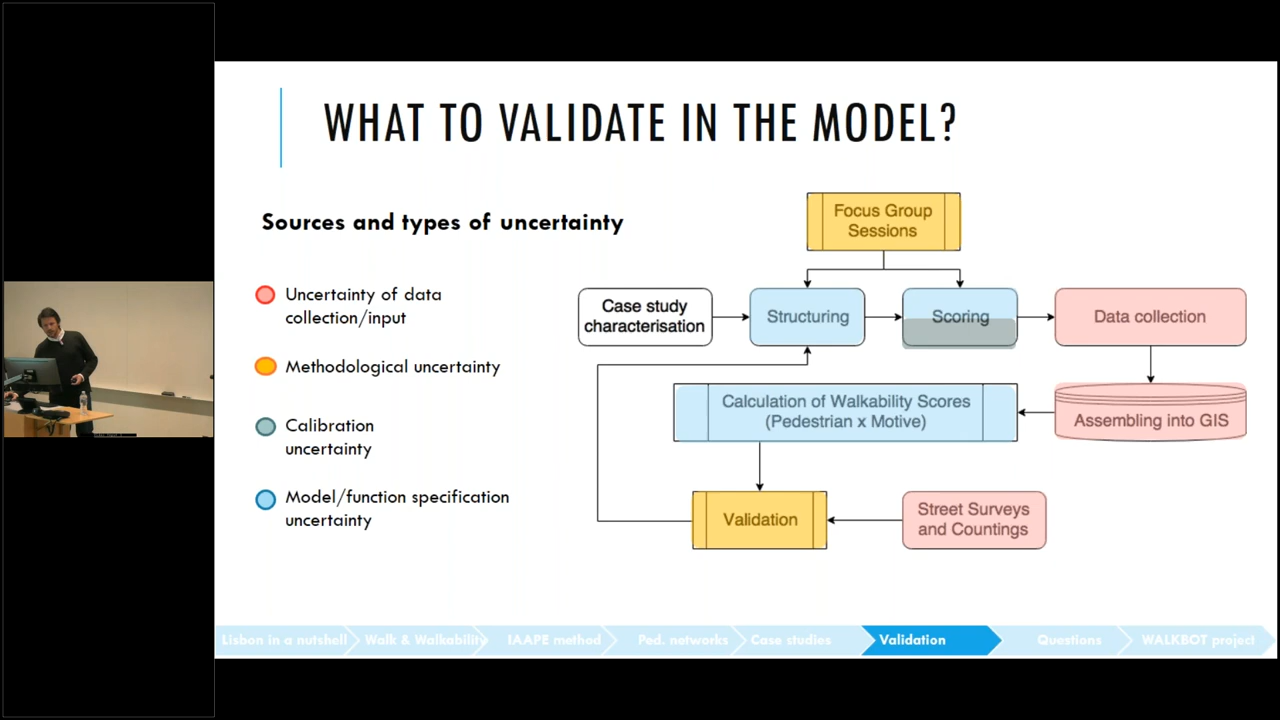 WHAT TO VALIDATE IN THE MODEL?
Sources and types of uncertainty
Uncertainty of data
collection/input
Methodological uncertainty
Calibration
uncertainty
Model/function specification
uncertainty
Focus Group
Sessions
Case study
characterisation
Structuring
Scoring
Data collection
Calculation of Walkability Scores
(Pedestrian x Motive)
Assembling into GIS
Validation
Street Surveys
and Countings
Lisbon in a nutshell
Walk & Walkability
IAAPE method
Ped. networks
Case studies
Validation
Questions
WALKBOT project